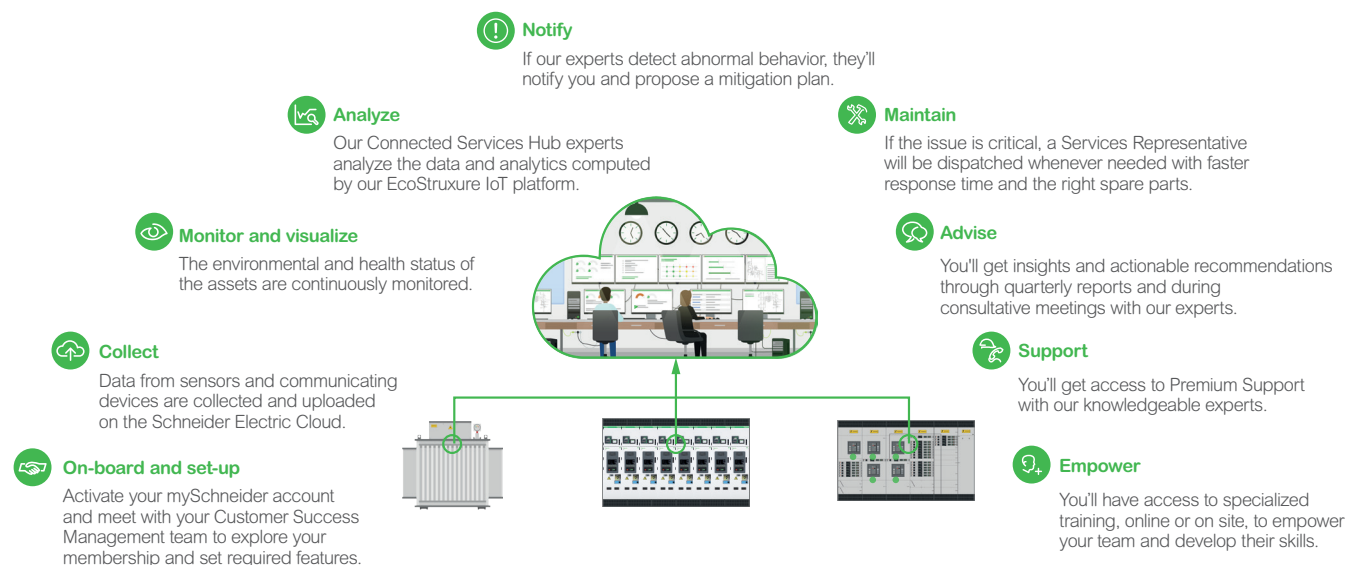 Notify
If our experts detect abnormal behavior, they'll
notify you and propose a mitigation plan.
Analyze
Our Connected Services Hub experts
analyze the data and analytics computed
by our EcoStruxure IoT platform.
Maintain
If the issue is critical, a Services Representative
will be dispatched whenever needed with faster
response time and the right spare parts.
Monitor and visualize
The environmental and health status of
the assets are continuously monitored.
Advise
You'll get insights and actionable recommendations
through quarterly reports and during
consultative meetings with our experts.
Collect
Data from sensors and communicating
devices are collected and uploaded
on the Schneider Electric Cloud.
Support
You'll get access to Premium Support
with our knowledgeable experts.
On-board and set-up
Activate your mySchneider account
and meet with your Customer Success
Management team to explore your
membership and set required features.
Empower
You'll have access to specialized
training, online or on site, to empower
your team and develop their skills.